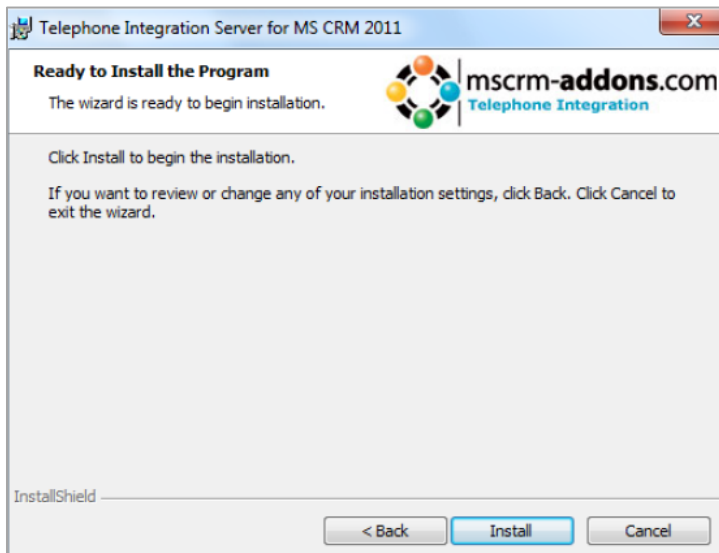 Telephone Integration Server for MS CRM 2011
Ready to Install the Program
The wizard is ready to begin installation.
mscrm-addons.com
Telephone Integration
Click Install to begin the installation.
If you want to review or change any of your installation settings, click Back. Click Cancel to
exit the wizard.
InstallShield
< Back
Install
Cancel